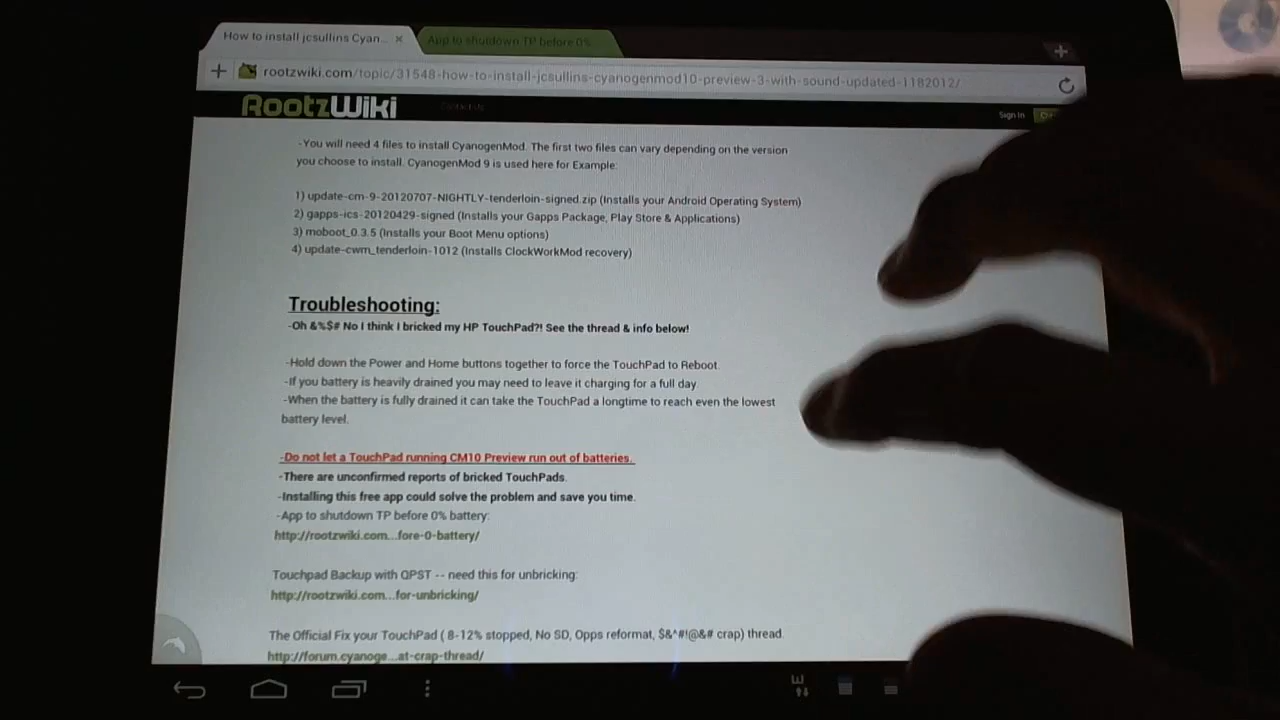 How to install jcsullins Cyan...
App to shutdown TP before 0%
rootzwiki.com/topic/31548-how-to-install-jcsullins-cyanogenmod10-preview-3-with-sound-updated-1182012/
RootzWiki
Contact Us
Sign In
-You will need 4 files to install CyanogenMod. The first two files can vary depending on the version
you choose to install. CyanogenMod 9 is used here for Example:
1) update-cm-9-20120707-NIGHTLY-tenderloin-signed.zip (Installs your Android Operating System)
2) gapps-ics-20120429-signed (Installs your Gapps Package, Play Store & Applications)
3) moboot_0.3.5 (Installs your Boot Menu options)
4) update-cwm_tenderloin-1012 (Installs ClockWorkMod recovery)
Troubleshooting:
-Oh &%$# No I think I bricked my HP TouchPad?! See the thread & info below!
-Hold down the Power and Home buttons together to force the TouchPad to Reboot.
-If you battery is heavily drained you may need to leave it charging for a full day.
-When the battery is fully drained it can take the TouchPad a longtime to reach even the lowest
battery level.
-Do not let a TouchPad running CM10 Preview run out of batteries.
-There are unconfirmed reports of bricked TouchPads.
-Installing this free app could solve the problem and save you time.
-App to shutdown TP before 0% battery:
http://rootzwiki.com...fore-0-battery/
Touchpad Backup with QPST -- need this for unbricking:
http://rootzwiki.com...for-unbricking/
The Official Fix your TouchPad ( 8-12% stopped, No SD, Opps reformat, $&^#!@&# crap) thread.
http://forum.cyanoge...at-crap-thread/